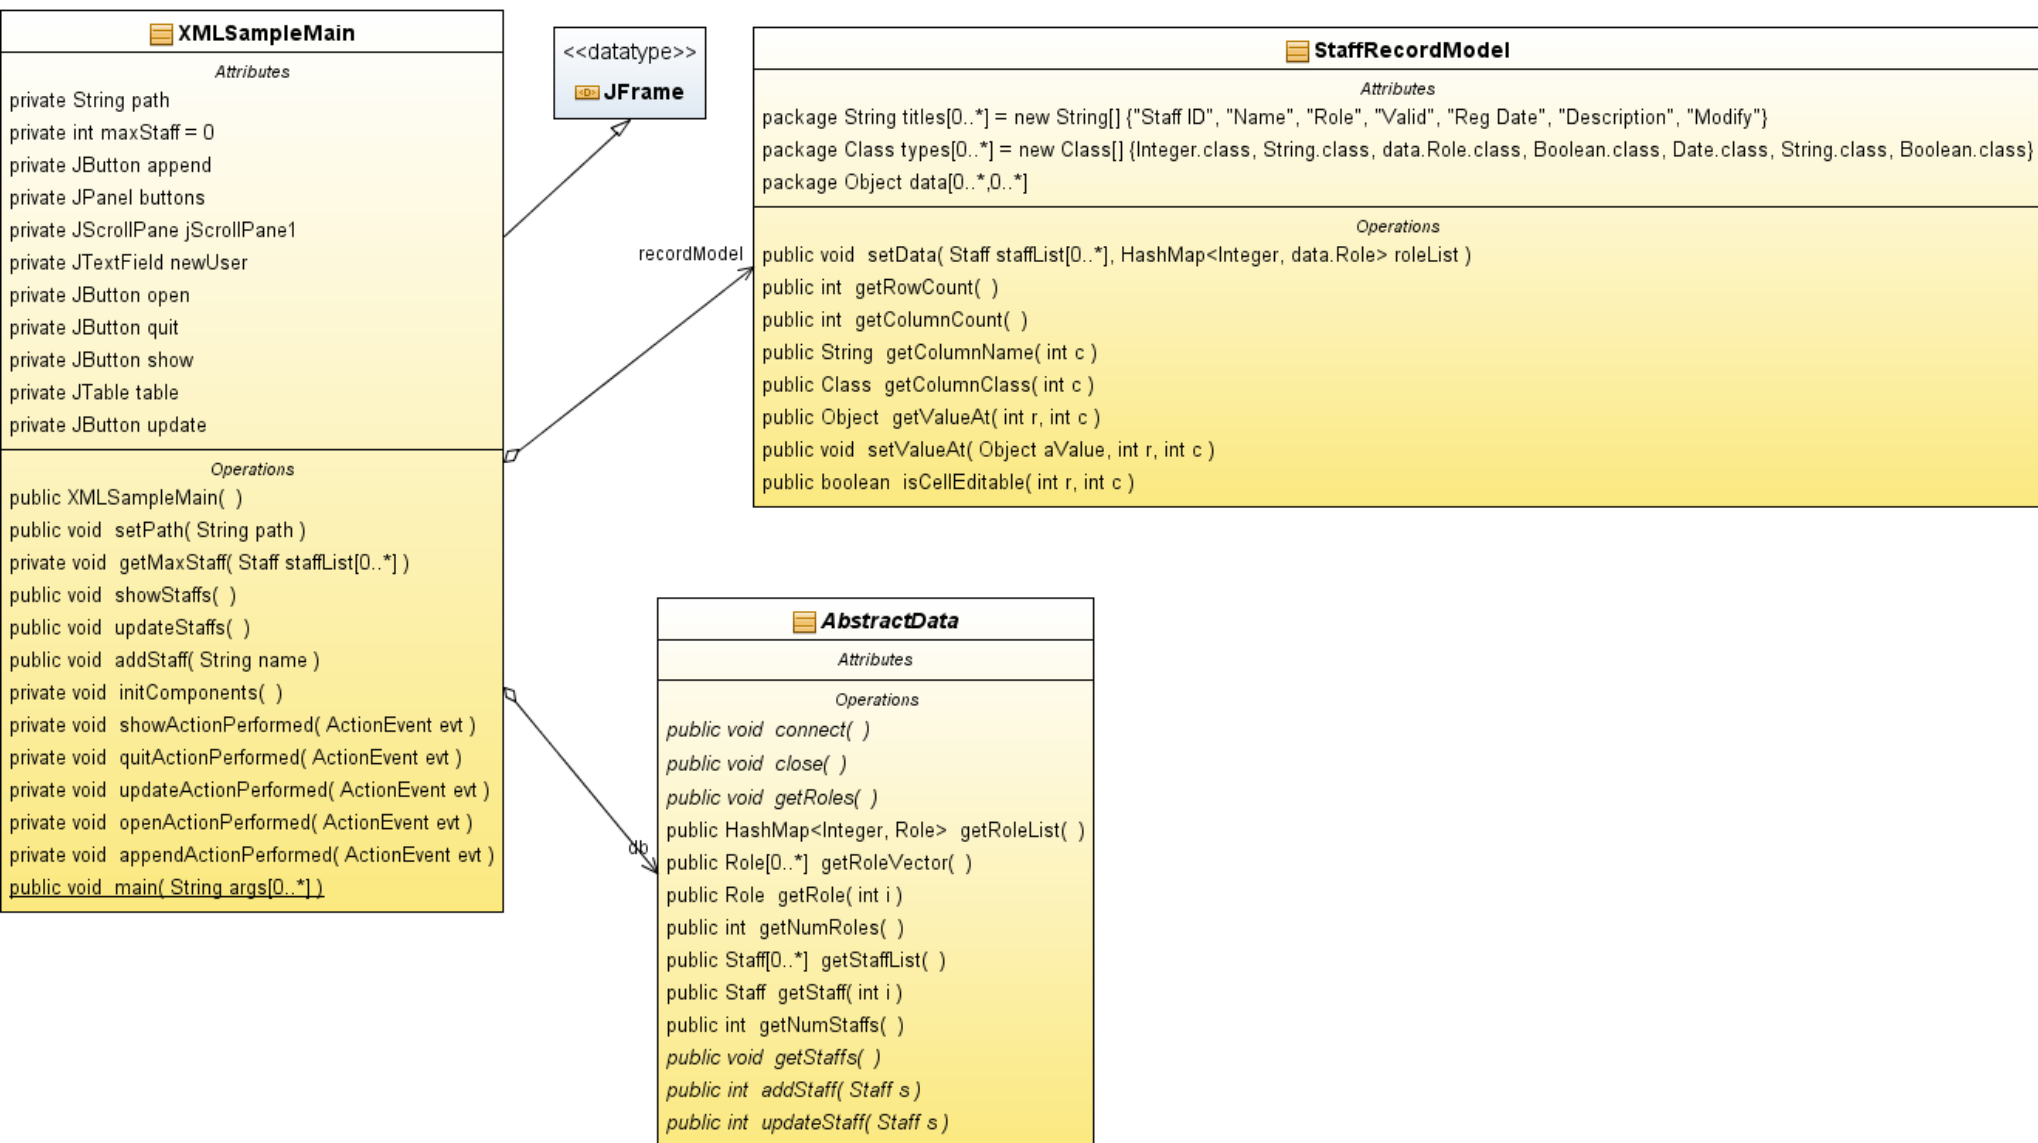 XMLSampleMain
Attributes
private String path
private int maxStaff = 0
private JButton append
private JPanel buttons
private JScrollPane jScrollPane1
private JTextField newUser
private JButton open
private JButton quit
private JButton show
private JTable table
private JButton update
Operations
public XMLSampleMain( )
public void setPath( String path )
private void getMaxStaff( Staff staffList[0..*] )
public void showStaffs( )
public void updateStaffs( )
public void addStaff( String name )
private void initComponents( )
private void showActionPerformed( ActionEvent evt )
private void quitActionPerformed( ActionEvent evt )
private void updateActionPerformed( ActionEvent evt )
private void openActionPerformed( ActionEvent evt )
private void appendActionPerformed( ActionEvent evt )
public void main( String args[0..*] )
<<datatype>>
<D> JFrame
recordModel
StaffRecordModel
Attributes
package String titles[0..*] = new String[] {"Staff ID", "Name", "Role", "Valid", "Reg Date", "Description", "Modify"}
package Class types[0..*] = new Class[] {Integer.class, String.class, data.Role.class, Boolean.class, Date.class, String.class, Boolean.class}
package Object data[0..*,0..*]
Operations
public void setData( Staff staffList[0..*], HashMap<Integer, data.Role> roleList )
public int getRowCount( )
public int getColumnCount( )
public String getColumnName( int c )
public Class getColumnClass( int c )
public Object getValueAt( int r, int c )
public void setValueAt( Object aValue, int r, int c )
public boolean isCellEditable( int r, int c )
db
AbstractData
Attributes
Operations
public void connect( )
public void close( )
public void getRoles( )
public HashMap<Integer, Role> getRoleList( )
public Role[0..*] getRoleVector( )
public Role getRole( int i )
public int getNumRoles( )
public Staff[0..*] getStaffList( )
public Staff getStaff( int i )
public int getNumStaffs( )
public void getStaffs( )
public int addStaff( Staff s )
public int updateStaff( Staff s )